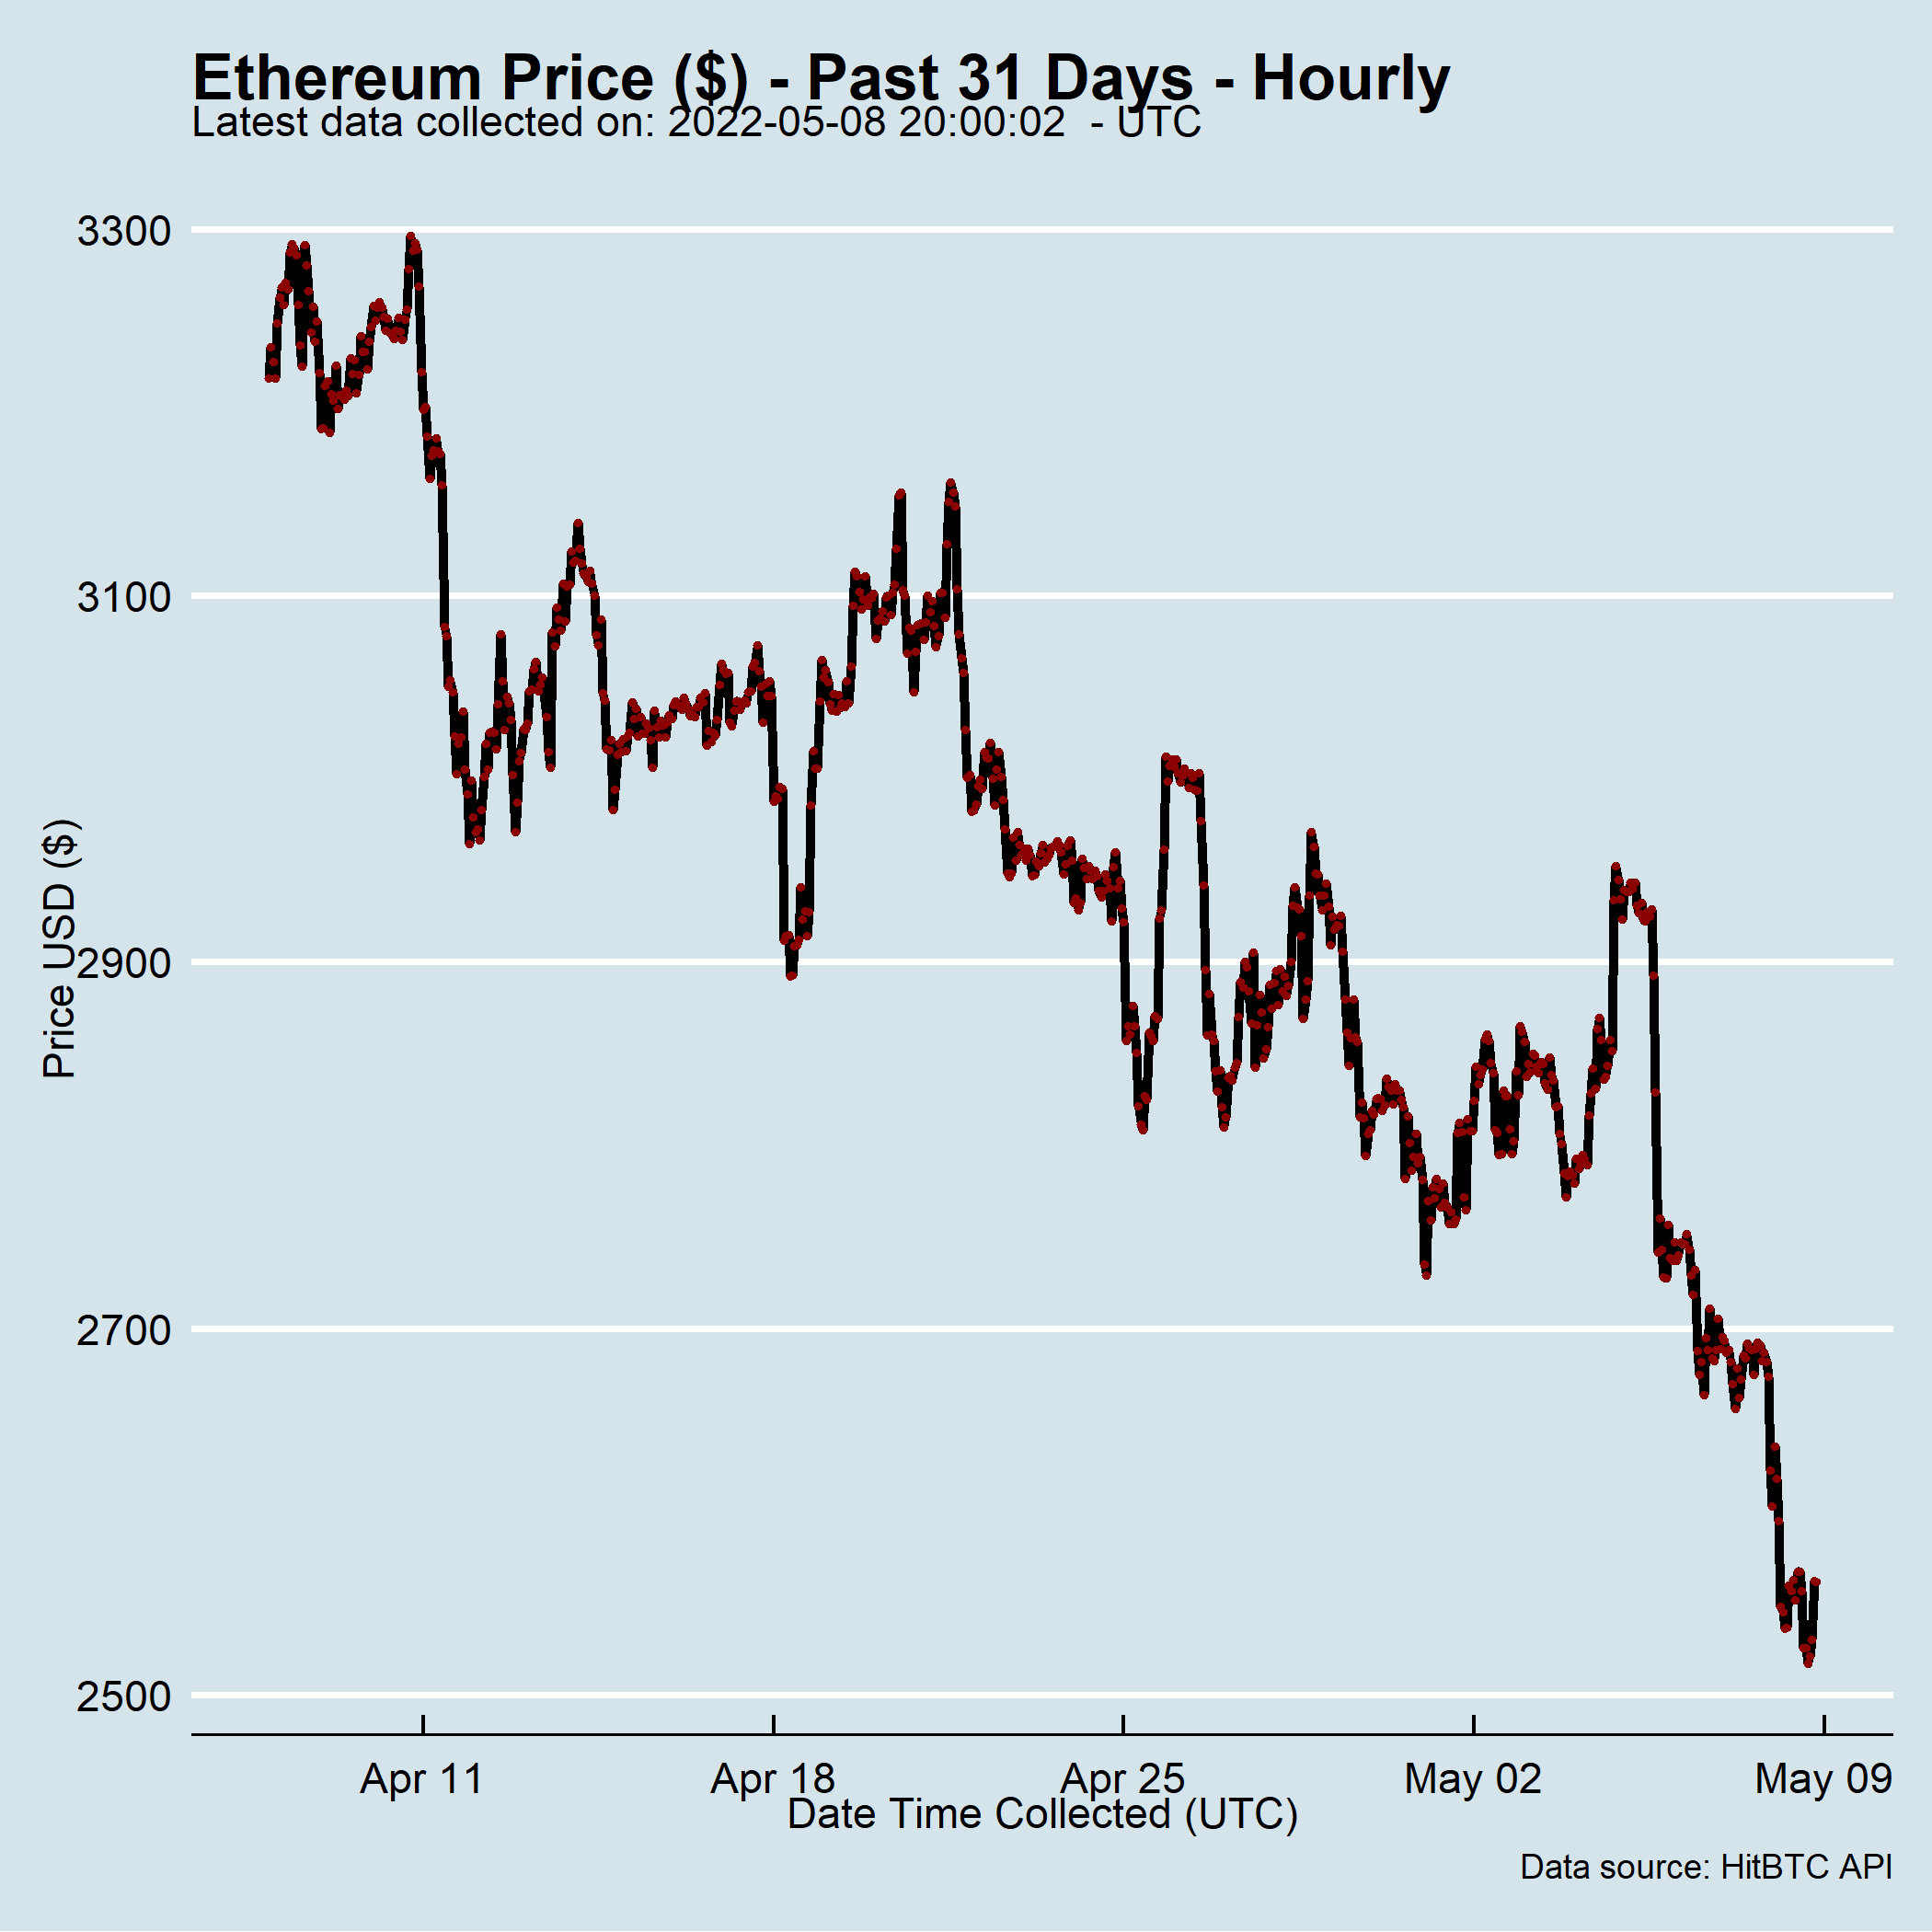 Ethereum Price ($) - Past 31 Days - Hourly
Latest data collected on: 2022-05-08 20:00:02  - UTC
3300
3100
2900
2700
2500
Price USD ($)
Apr 11
Apr 18
Apr 25
May 02
May 09
Date Time Collected (UTC)
Data source: HitBTC API